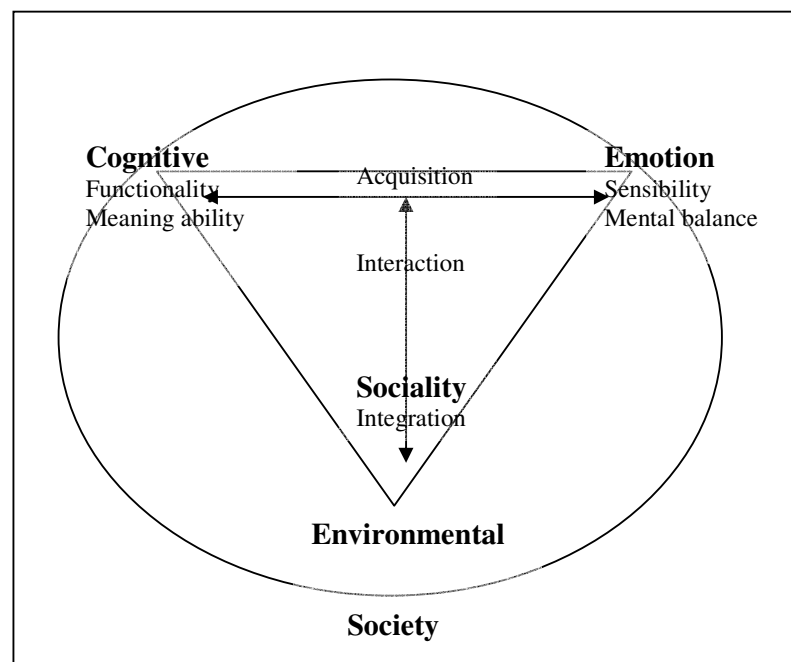 Cognitive
Functionality
Meaning ability
Acquisition
Emotion
Sensibility
Mental balance
Interaction
Sociality
Integration
Environmental
Society